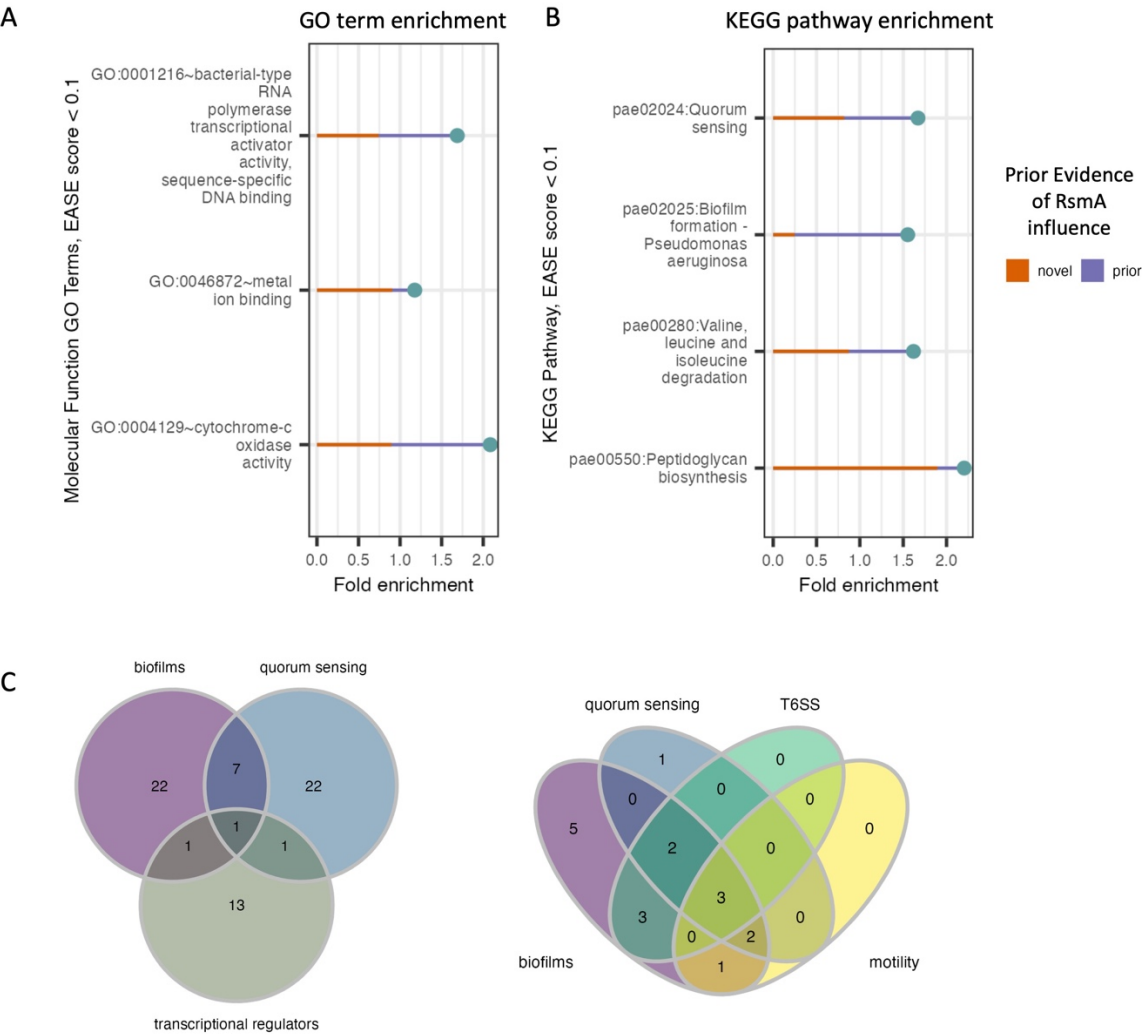 A
GO term enrichment
Molecular Function GO Terms, EASE score < 0.1
GO:0001216~bacterial-type
RNA
polymerase
transcriptional
activator
activity,
sequence-specific
DNA binding
GO:0046872~metal
ion binding
GO:0004129~cytochrome-c
oxidase
activity
0.0 0.5 1.0 1.5 2.0
Fold enrichment
B
KEGG pathway enrichment
KEGG Pathway, EASE score < 0.1
pae02024:Quorum
sensing
pae02025:Biofilm
formation -
Pseudomonas
aeruginosa
pae00280:Valine,
leucine and
isoleucine
degradation
pae00550:Peptidoglycan
biosynthesis
0.0 0.5 1.0 1.5 2.0
Fold enrichment
Prior Evidence
of RsmA
influence
novel prior
C
biofilms quorum sensing
22 7 22
1 1 1
13
transcriptional regulators
quorum sensing T6SS
1 0
5 0 0 0 0
2 0
3 3 0
0 2
1
biofilms motility